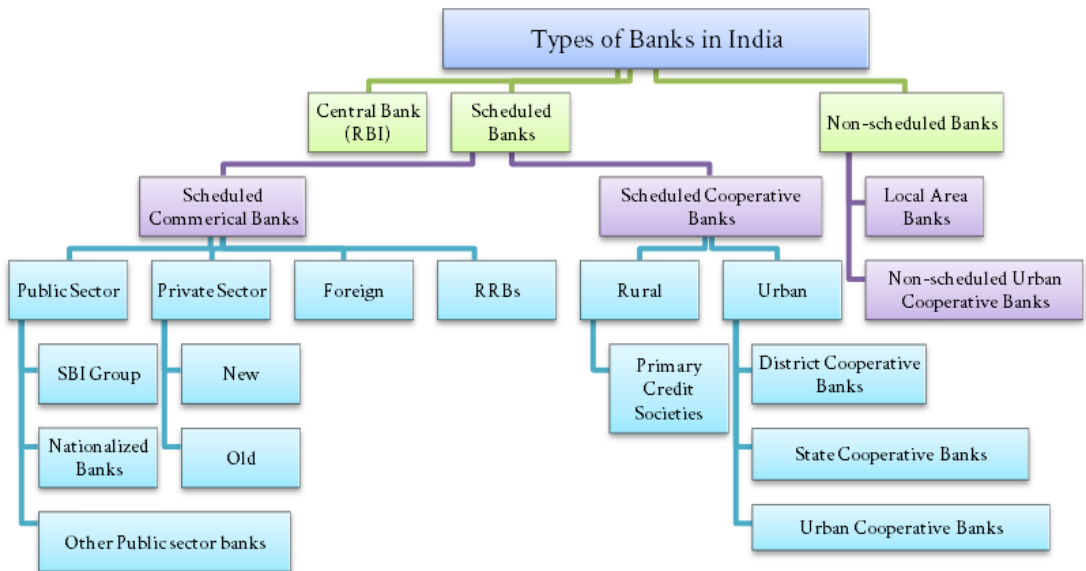 Types of Banks in India
Central Bank
(RBI)
Scheduled
Banks
Non-scheduled Banks
Scheduled
Commerical Banks
Scheduled Cooperative
Banks
Local Area
Banks
Public Sector
Private Sector
Foreign
RRBs
Rural
Urban
Non-scheduled Urban
Cooperative Banks
SBI Group
New
Primary
Credit
Societies
District Cooperative
Banks
Nationalized
Banks
Old
State Cooperative Banks
Other Public sector banks
Urban Cooperative Banks